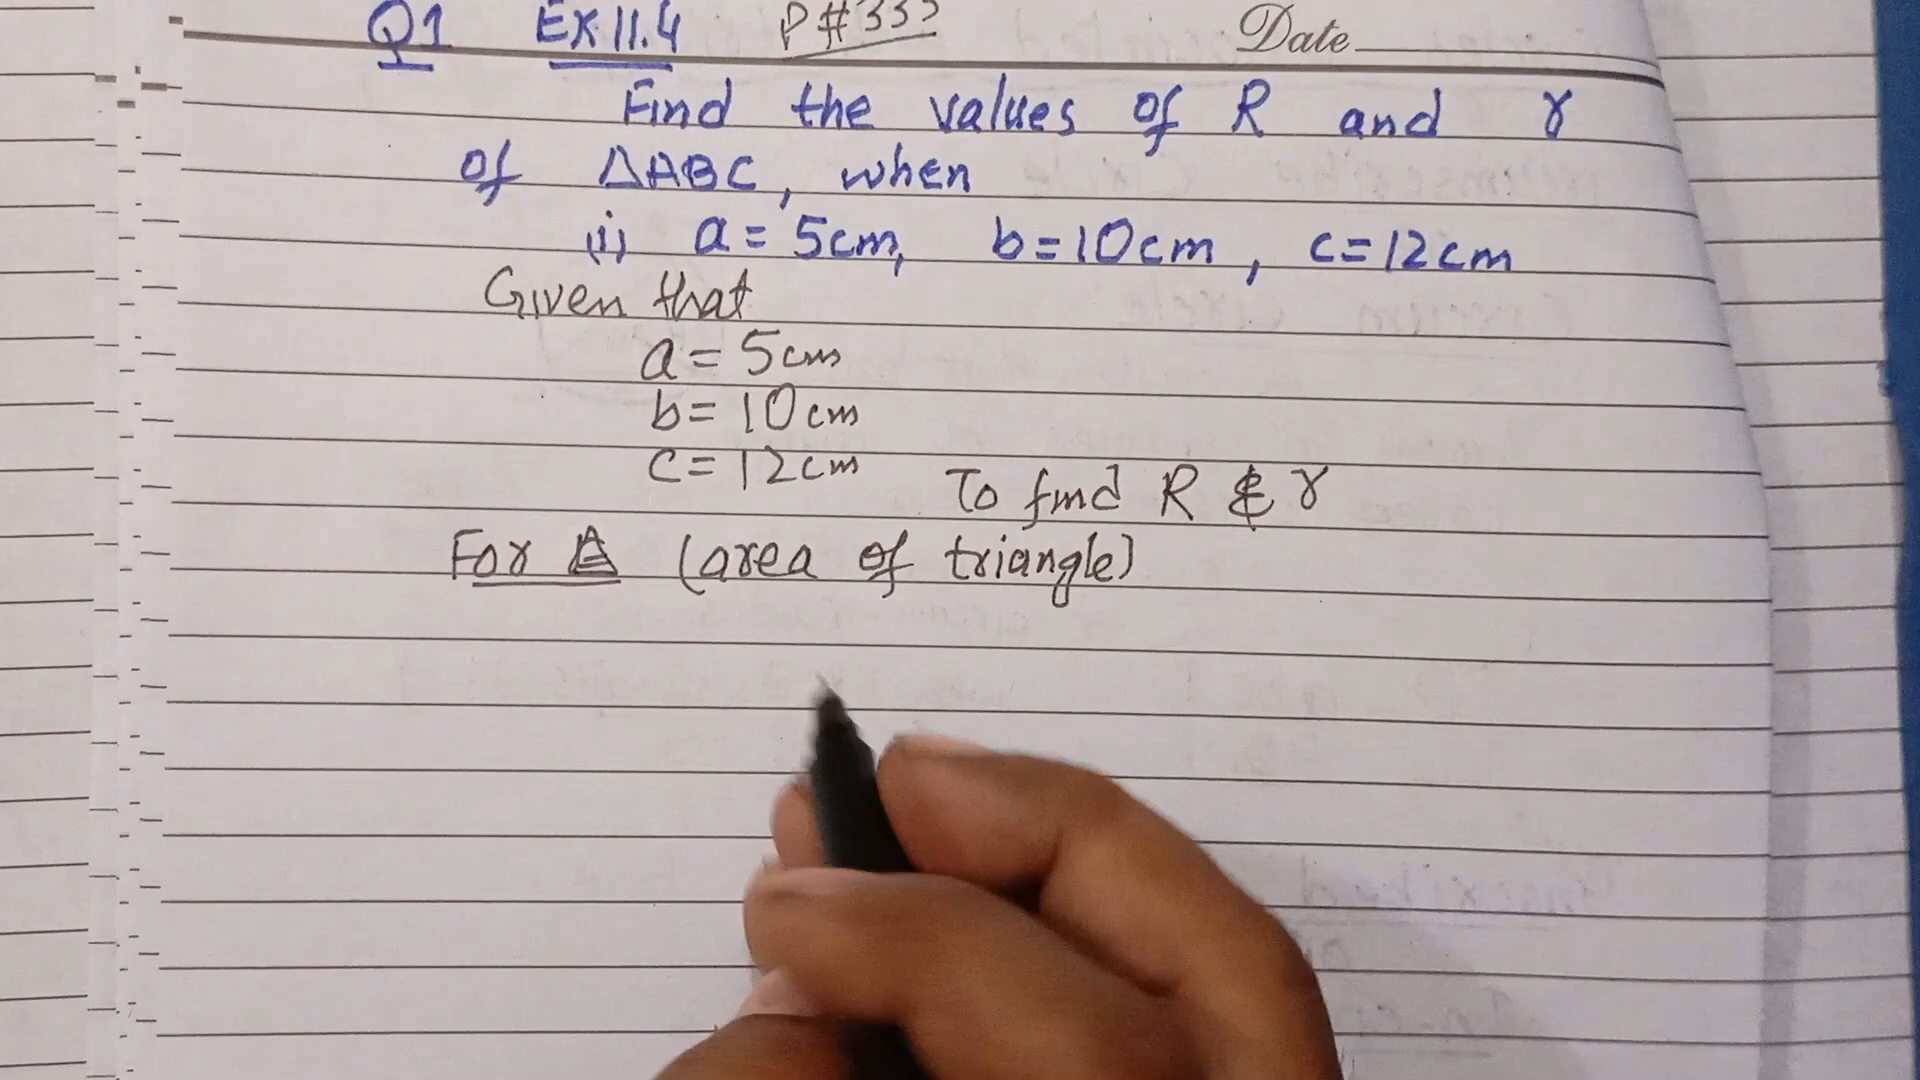 Q1 Ex 11.4 Date
Find the values of R and r
of ΔABC, when
(i) a = 5cm, b = 10cm, c = 12cm
Given that
a = 5cm
b = 10cm
c = 12cm
To find R & r
For Δ (area of triangle)